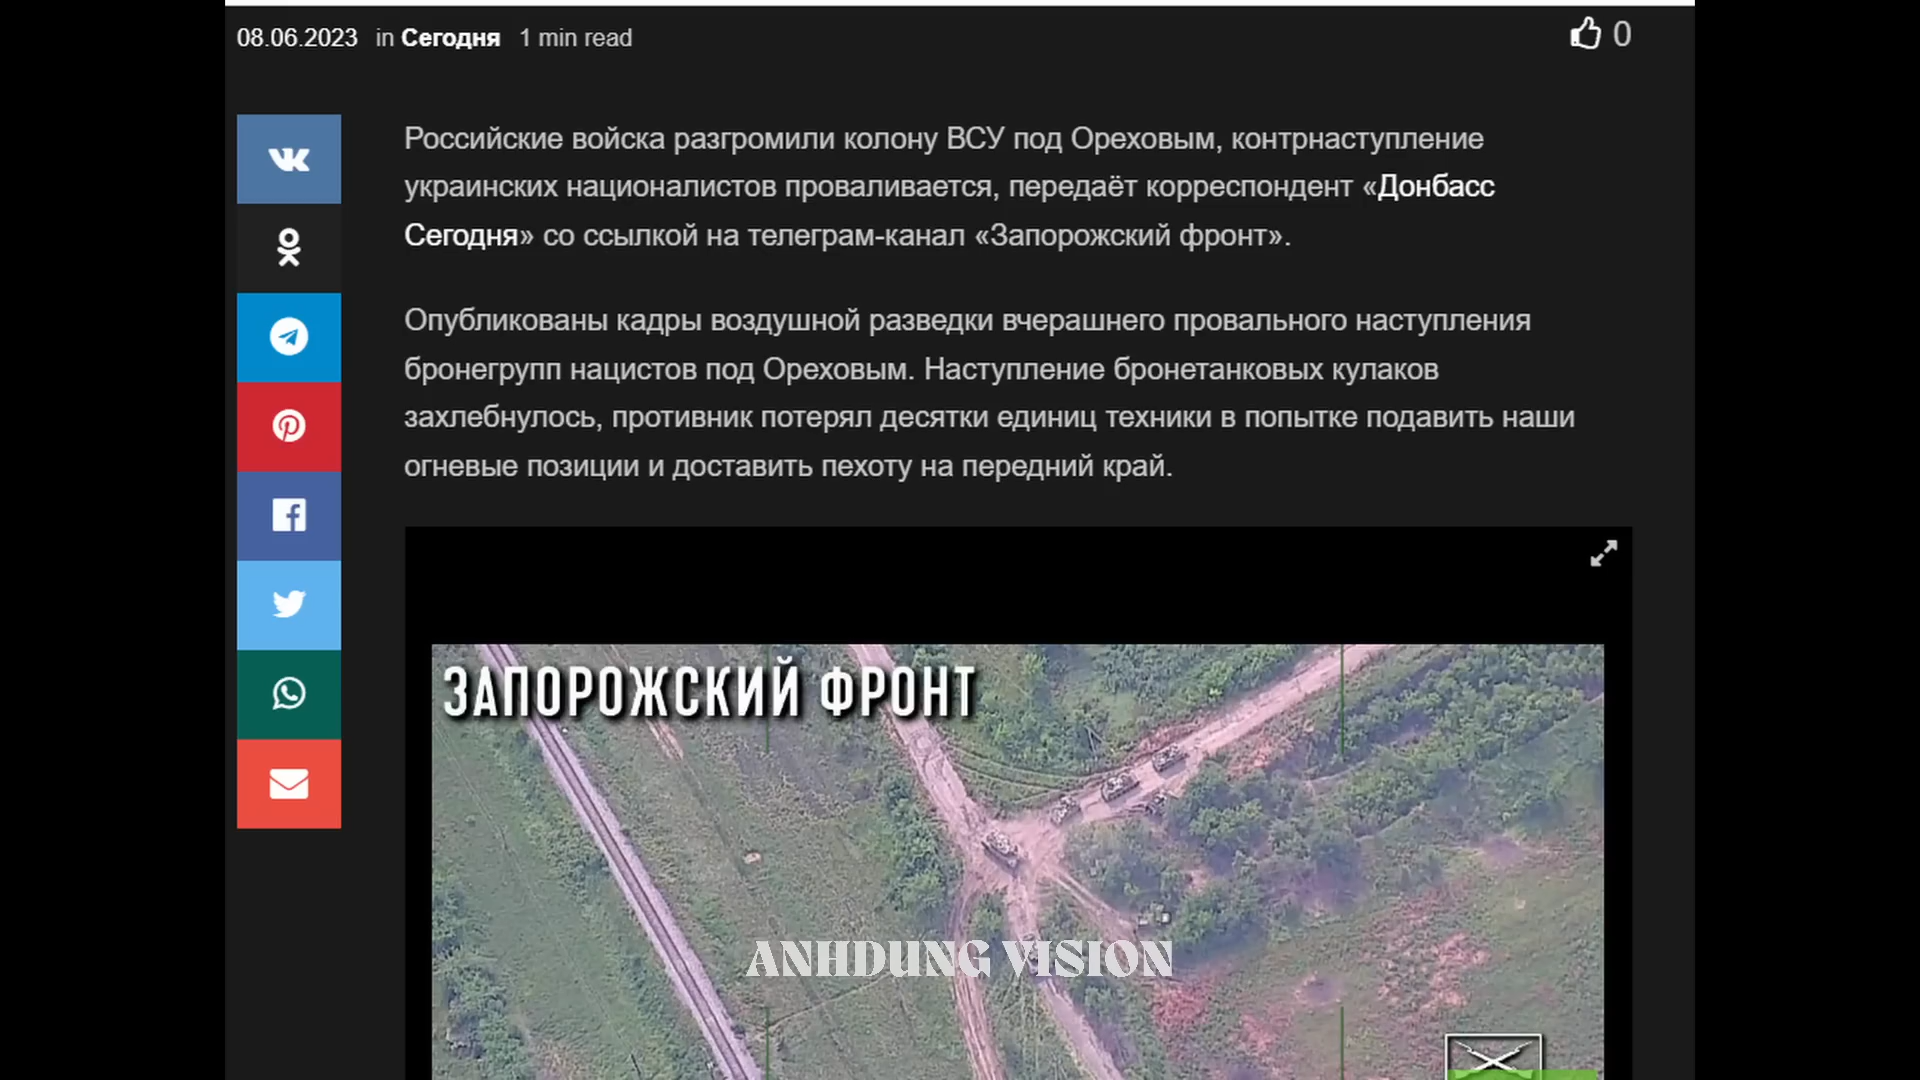 08.06.2023 in Сегодня 1 min read
0
Российские войска разгромили колону ВСУ под Ореховым, контрнаступление
украинских националистов проваливается, передаёт корреспондент «Донбасс
Сегодня» со ссылкой на телеграм-канал «Запорожский фронт».
Опубликованы кадры воздушной разведки вчерашнего провального наступления
бронегрупп нацистов под Ореховым. Наступление бронетанковых кулаков
захлебнулось, противник потерял десятки единиц техники в попытке подавить наши
огневые позиции и доставить пехоту на передний край.
ЗАПОРОЖСКИЙ ФРОНТ
ANHDUNG VISION